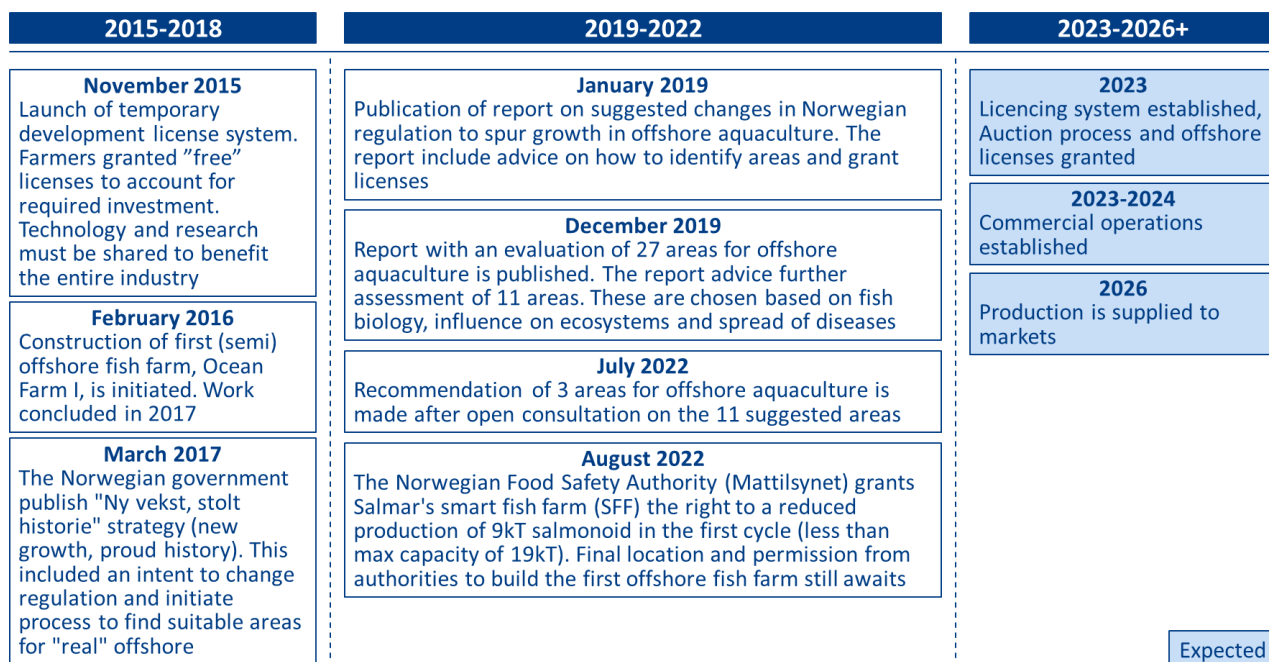 2015-2018
November 2015
Launch of temporary
development license system.
Farmers granted ”free”
licenses to account for
required investment.
Technology and research
must be shared to benefit
the entire industry
February 2016
Construction of first (semi)
offshore fish farm, Ocean
Farm I, is initiated. Work
concluded in 2017
March 2017
The Norwegian government
publish "Ny vekst, stolt
historie" strategy (new
growth, proud history). This
included an intent to change
regulation and initiate
process to find suitable areas
for "real" offshore
2019-2022
January 2019
Publication of report on suggested changes in Norwegian
regulation to spur growth in offshore aquaculture. The
report include advice on how to identify areas and grant
licenses
December 2019
Report with an evaluation of 27 areas for offshore
aquaculture is published. The report advice further
assessment of 11 areas. These are chosen based on fish
biology, influence on ecosystems and spread of diseases
July 2022
Recommendation of 3 areas for offshore aquaculture is
made after open consultation on the 11 suggested areas
August 2022
The Norwegian Food Safety Authority (Mattilsynet) grants
Salmar's smart fish farm (SFF) the right to a reduced
production of 9kT salmonoid in the first cycle (less than
max capacity of 19kT). Final location and permission from
authorities to build the first offshore fish farm still awaits
2023-2026+
2023
Licencing system established,
Auction process and offshore
licenses granted
2023-2024
Commercial operations
established
2026
Production is supplied to
markets
Expected